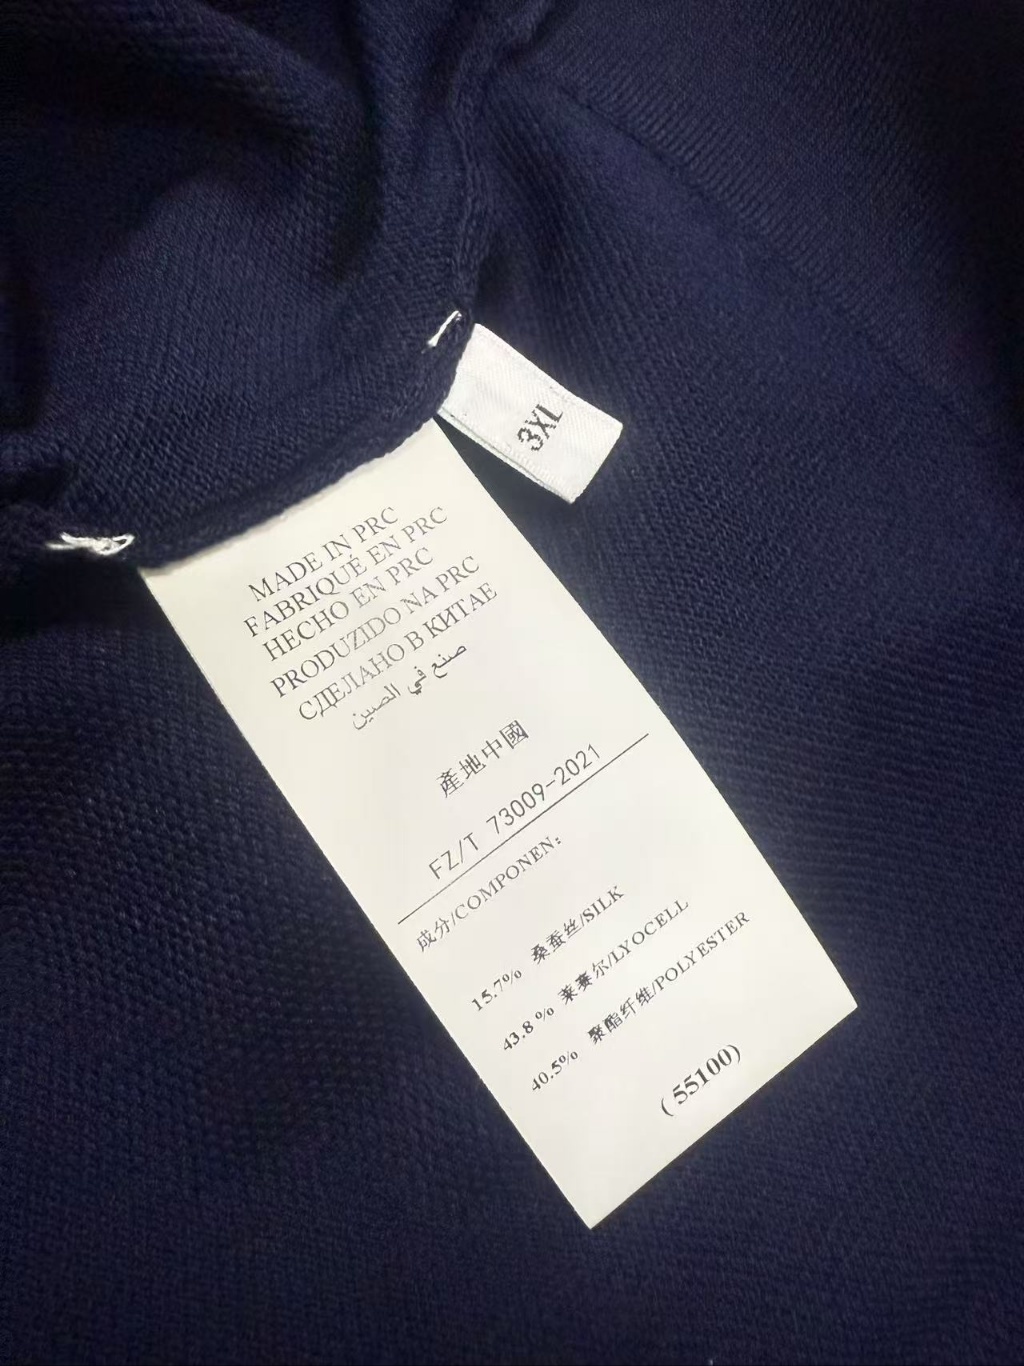 3XL
MADE IN PRC
FABRIQUÉ EN PRC
HECHO EN PRC
PRODUZIDO NA PRC
СДЕЛАНО В КИТАЕ
صنع في الصين
產地中國
FZ/T 73009-2021
成分/COMPONEN:
15.7% 桑蚕丝/SILK
43.8% 莱赛尔/LYOCELL
40.5% 聚酯纤维/POLYESTER
(55100)